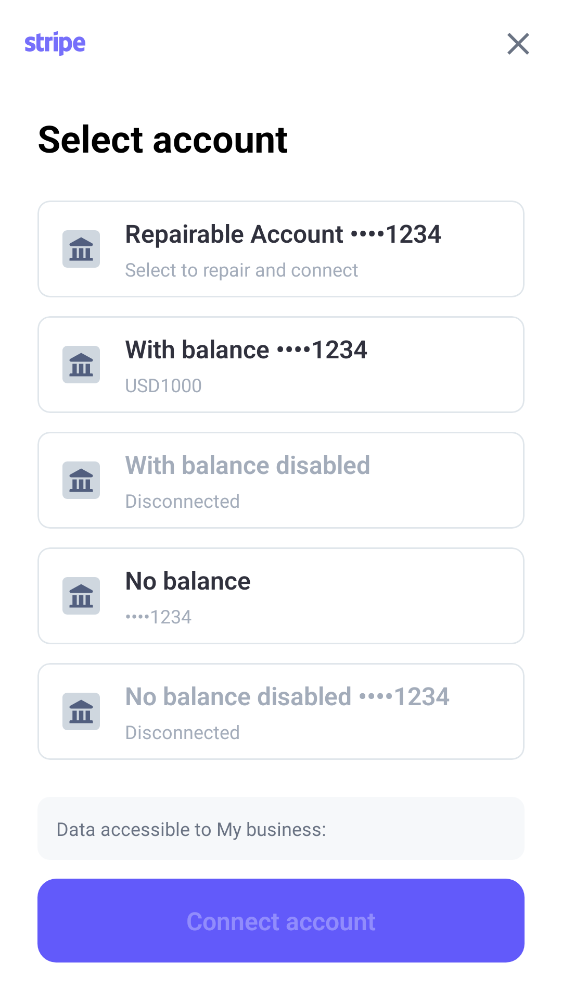 stripe
Select account
Repairable Account ••••1234
Select to repair and connect
With balance ••••1234
USD1000
With balance disabled
Disconnected
No balance
••••1234
No balance disabled ••••1234
Disconnected
Data accessible to My business:
Connect account